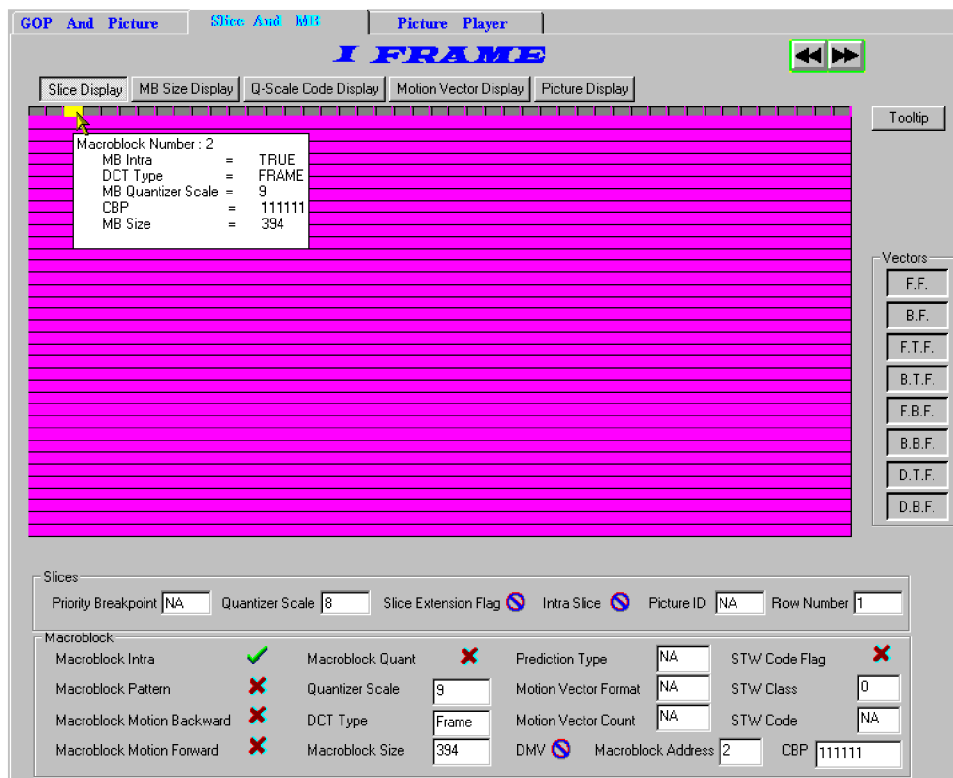 GOP And Picture
Slice And MB
Picture Player
I FRAME
Slice Display
MB Size Display
Q-Scale Code Display
Motion Vector Display
Picture Display
Tooltip
Macroblock Number : 2
MB Intra = TRUE
DCT Type = FRAME
MB Quantizer Scale = 9
CBP = 111111
MB Size = 394
Vectors
F.F.
B.F.
F.T.F.
B.T.F.
F.B.F.
B.B.F.
D.T.F.
D.B.F.
Slices
Priority Breakpoint NA Quantizer Scale 8 Slice Extension Flag Intra Slice Picture ID NA Row Number 1
Macroblock
Macroblock Intra Macroblock Quant Prediction Type NA STW Code Flag
Macroblock Pattern Quantizer Scale 9 Motion Vector Format NA STW Class 0
Macroblock Motion Backward DCT Type Frame Motion Vector Count NA STW Code NA
Macroblock Motion Forward Macroblock Size 394 DMV Macroblock Address 2 CBP 111111